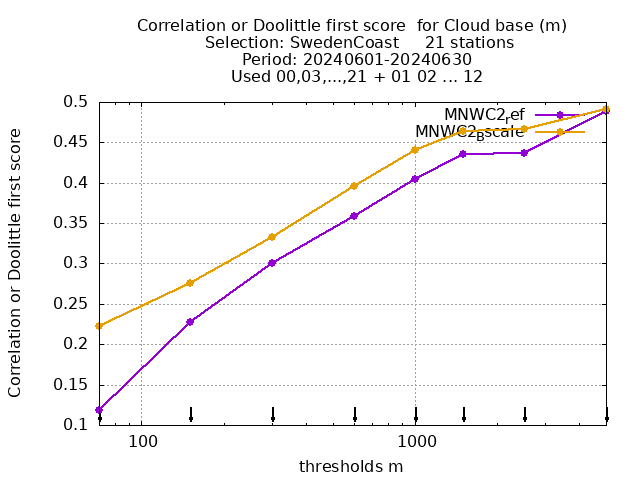 Correlation or Doolittle first score  for Cloud base (m)
Selection: SwedenCoast     21 stations
Period: 20240601-20240630
Used 00,03,...,21 + 01 02 ... 12
Correlation or Doolittle first score
0.5
0.45
0.4
0.35
0.3
0.25
0.2
0.15
0.1
MNWC2ref
MNWC2Bscale
100
1000
thresholds m